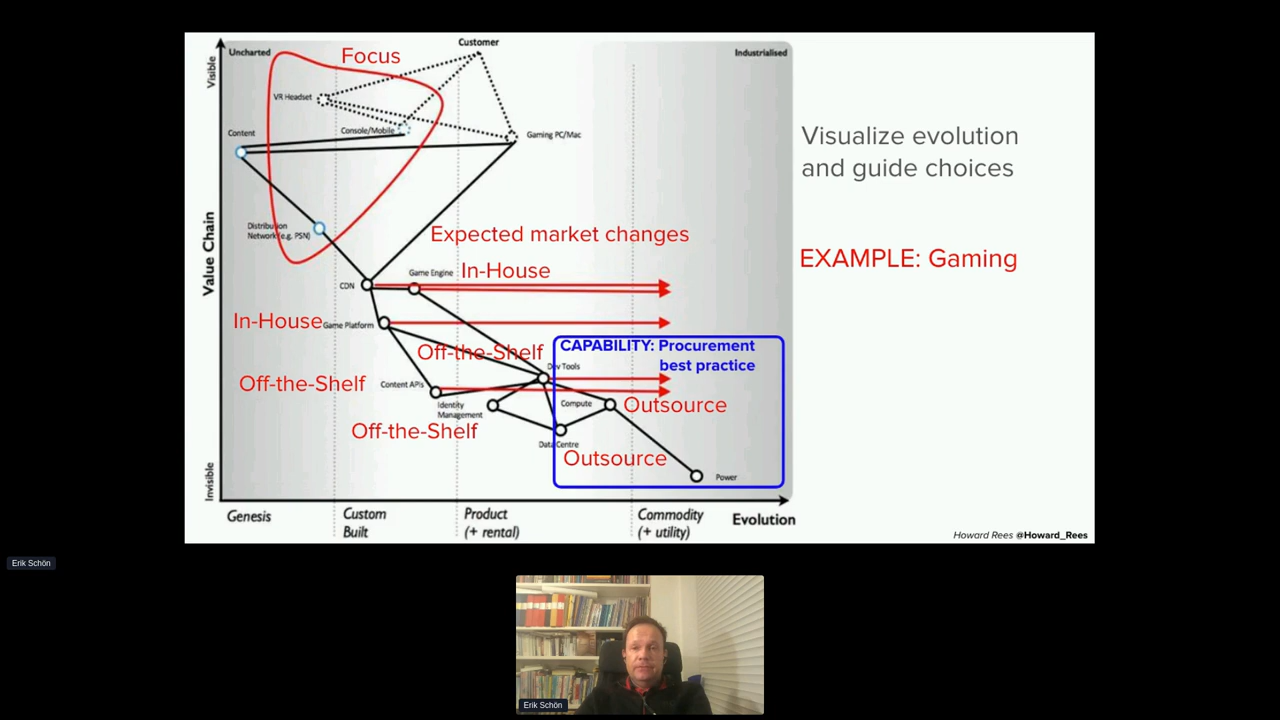 Customer
Uncharted
Focus
Industrialised
Visible
VR Headset
Content
Console/Mobile
Gaming PC/Mac
Visualize evolution
and guide choices
Value Chain
Distribution
Network (e.g. PSN)
Expected market changes
EXAMPLE: Gaming
Game Engine
In-House
CDN
In-House
Game Platform
Off-the-Shelf
CAPABILITY: Procurement
best practice
Dev Tools
Off-the-Shelf
Content APIs
Identity
Management
Compute
Outsource
Off-the-Shelf
Data Centre
Outsource
Invisible
Power
Genesis
Custom
Built
Product
(+ rental)
Commodity
(+ utility)
Evolution
Howard Rees @Howard_Rees
Erik Schön
Erik Schön